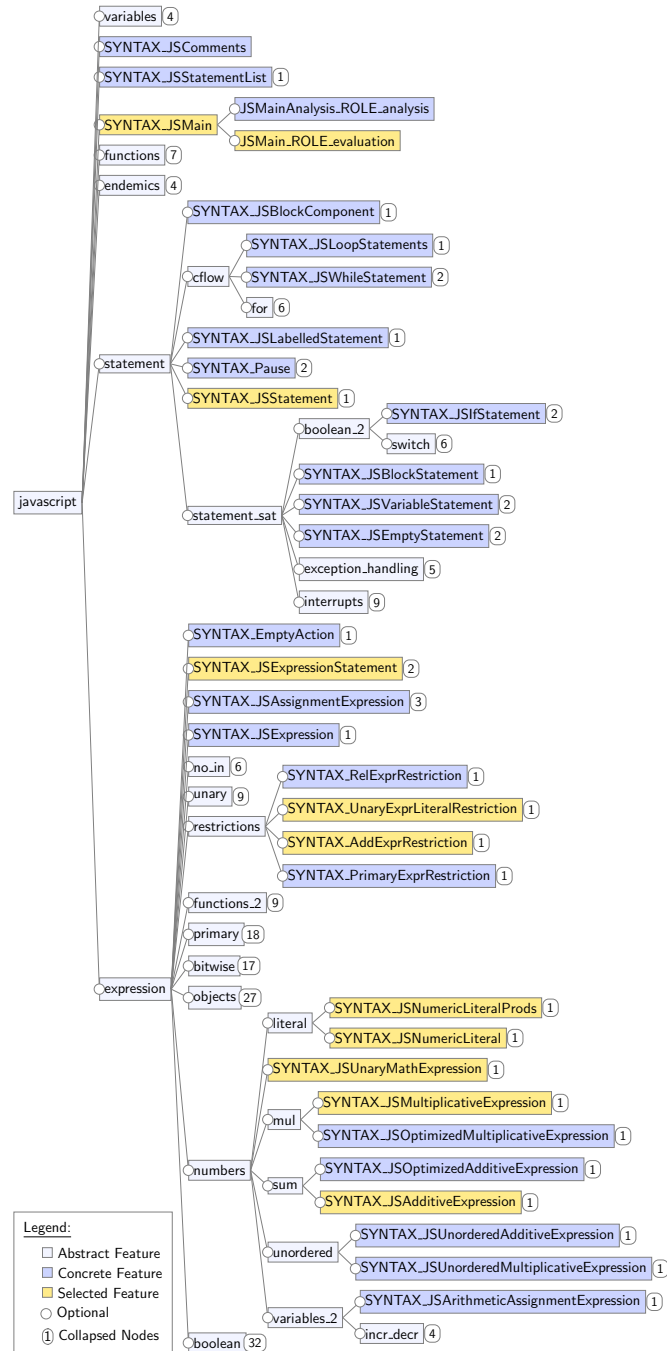 variables 4
SYNTAX_JSComments
SYNTAX_JSStatementList 1
JSMainAnalysis_ROLE_analysis
SYNTAX_JSMain
JSMain_ROLE_evaluation
functions 7
endemics 4
SYNTAX_JSBlockComponent 1
SYNTAX_JSLoopStatements 1
cflow
SYNTAX_JSWhileStatement 2
for 6
SYNTAX_JSLabelledStatement 1
statement
SYNTAX_Pause 2
SYNTAX_JSStatement 1
SYNTAX_JSIfStatement 2
boolean_2
switch 6
SYNTAX_JSBlockStatement 1
javascript
SYNTAX_JSVariableStatement 2
statement_sat
SYNTAX_JSEmptyStatement 2
exception_handling 5
interrupts 9
SYNTAX_EmptyAction 1
SYNTAX_JSExpressionStatement 2
SYNTAX_JSAssignmentExpression 3
SYNTAX_JSExpression 1
no_in 6
SYNTAX_RelExprRestriction 1
unary 9
SYNTAX_UnaryExprLiteralRestriction 1
restrictions
SYNTAX_AddExprRestriction 1
SYNTAX_PrimaryExprRestriction 1
functions_2 9
primary 18
bitwise 17
expression
objects 27
SYNTAX_JSNumericLiteralProds 1
literal
SYNTAX_JSNumericLiteral 1
SYNTAX_JSUnaryMathExpression 1
SYNTAX_JSMultiplicativeExpression 1
mul
SYNTAX_JSOptimizedMultiplicativeExpression 1
numbers
SYNTAX_JSOptimizedAdditiveExpression 1
sum
SYNTAX_JSAdditiveExpression 1
SYNTAX_JSUnorderedAdditiveExpression 1
unordered
SYNTAX_JSUnorderedMultiplicativeExpression 1
SYNTAX_JSArithmeticAssignmentExpression 1
variables_2
incr_decr 4
boolean 32
Legend:
Abstract Feature
Concrete Feature
Selected Feature
Optional
1 Collapsed Nodes